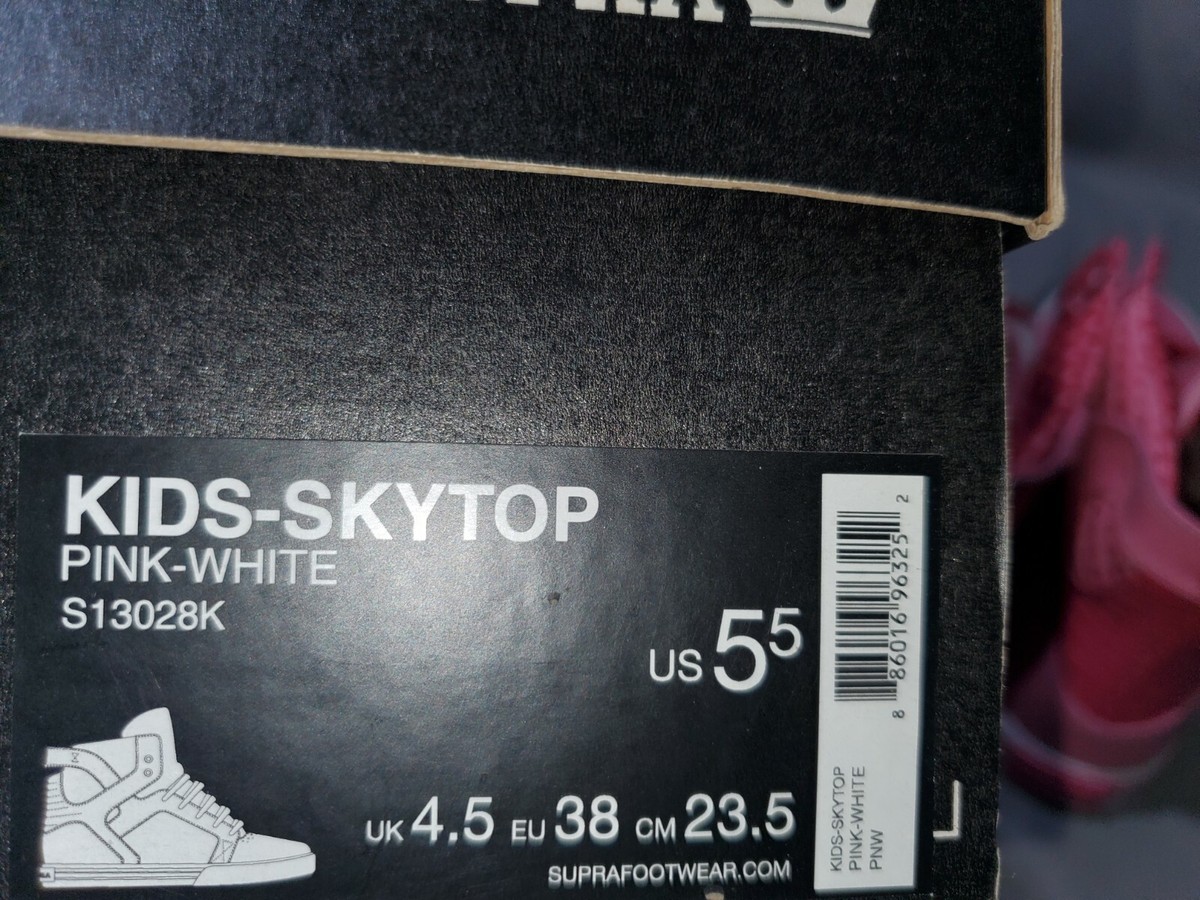 KIDS-SKYTOP
PINK-WHITE
S13028K
US 5⁵
UK 4.5 EU 38 CM 23.5
SUPRAFOOTWEAR.COM
8 86016 96325 2
KIDS-SKYTOP
PINK-WHITE
PNW